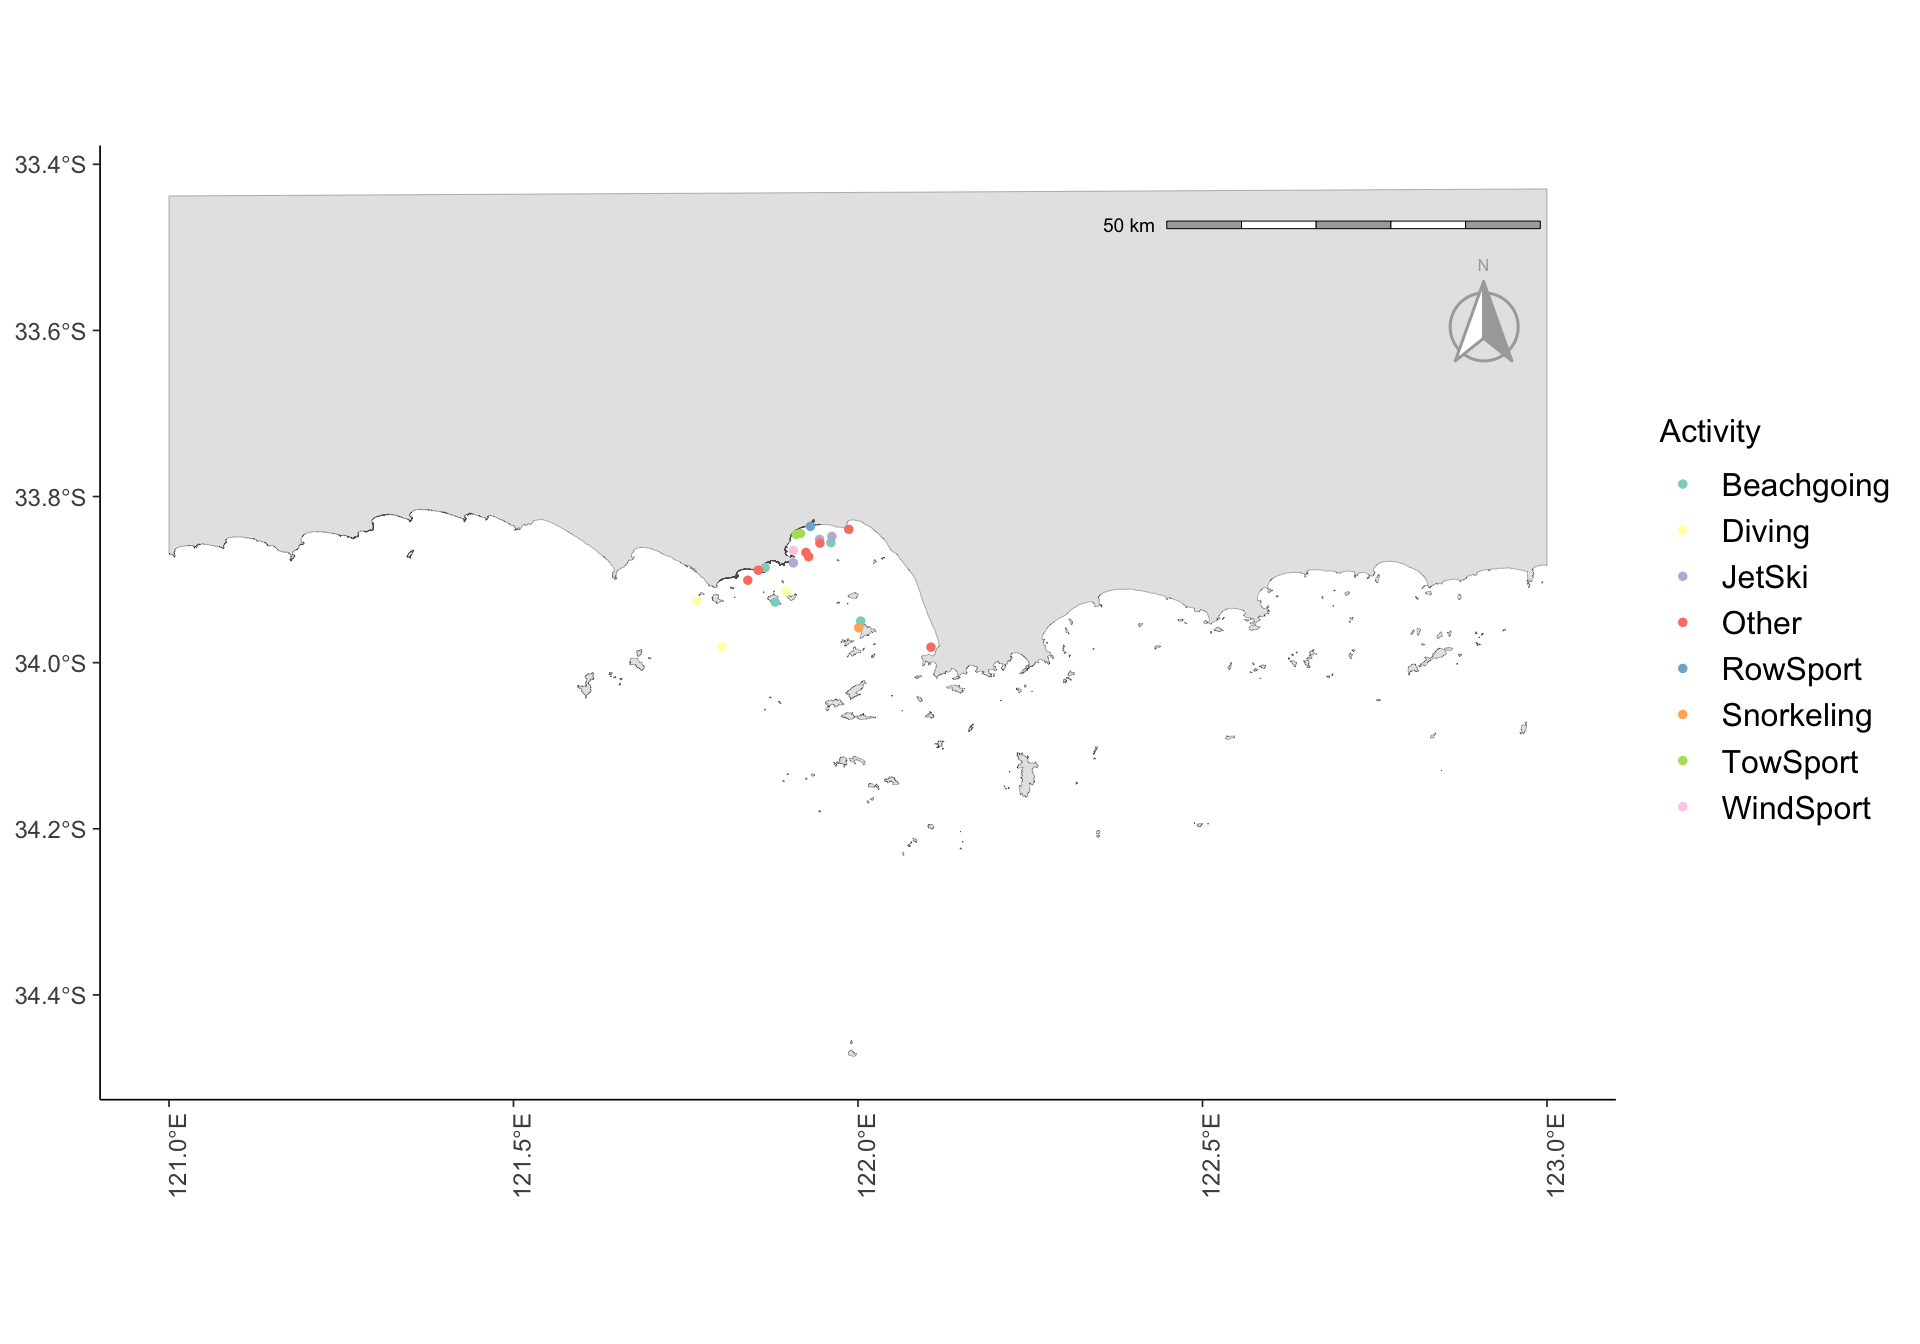 33.4°S
33.6°S
33.8°S
34.0°S
34.2°S
34.4°S
50 km
N
121.0°E
121.5°E
122.0°E
122.5°E
123.0°E
Activity
Beachgoing
Diving
JetSki
Other
RowSport
Snorkeling
TowSport
WindSport